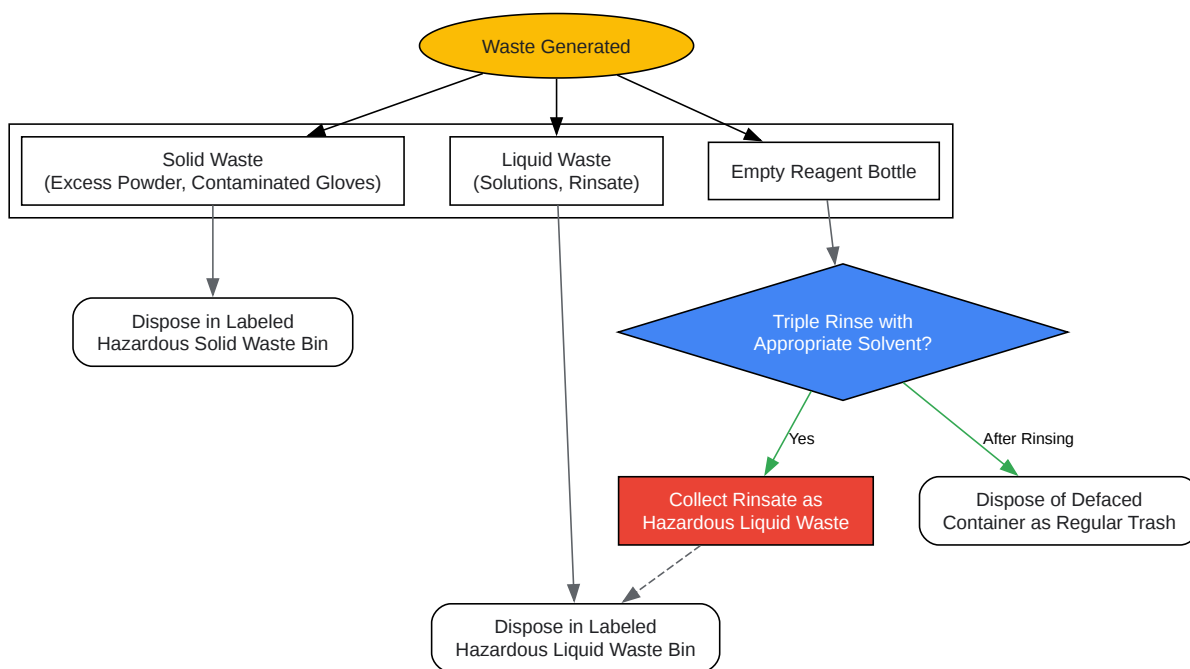 Waste Generated
Solid Waste
(Excess Powder, Contaminated Gloves)
Liquid Waste
(Solutions, Rinsate)
Empty Reagent Bottle
Dispose in Labeled
Hazardous Solid Waste Bin
Triple Rinse with
Appropriate Solvent?
Yes
After Rinsing
Collect Rinsate as
Hazardous Liquid Waste
Dispose of Defaced
Container as Regular Trash
Dispose in Labeled
Hazardous Liquid Waste Bin